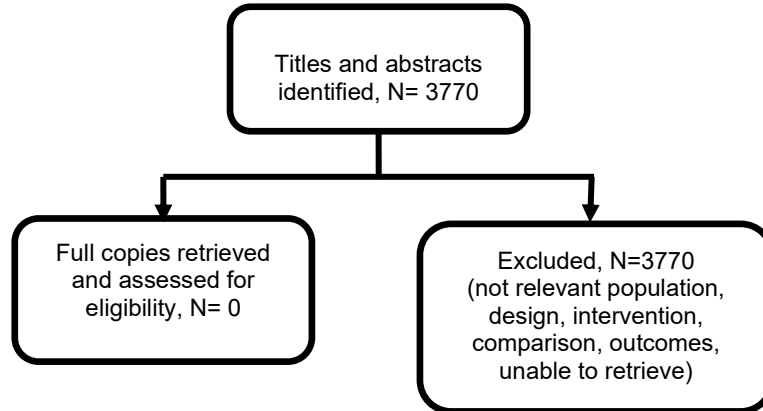 Titles and abstracts
identified, N= 3770
Full copies retrieved
and assessed for
eligibility, N= 0
Excluded, N=3770
(not relevant population,
design, intervention,
comparison, outcomes,
unable to retrieve)